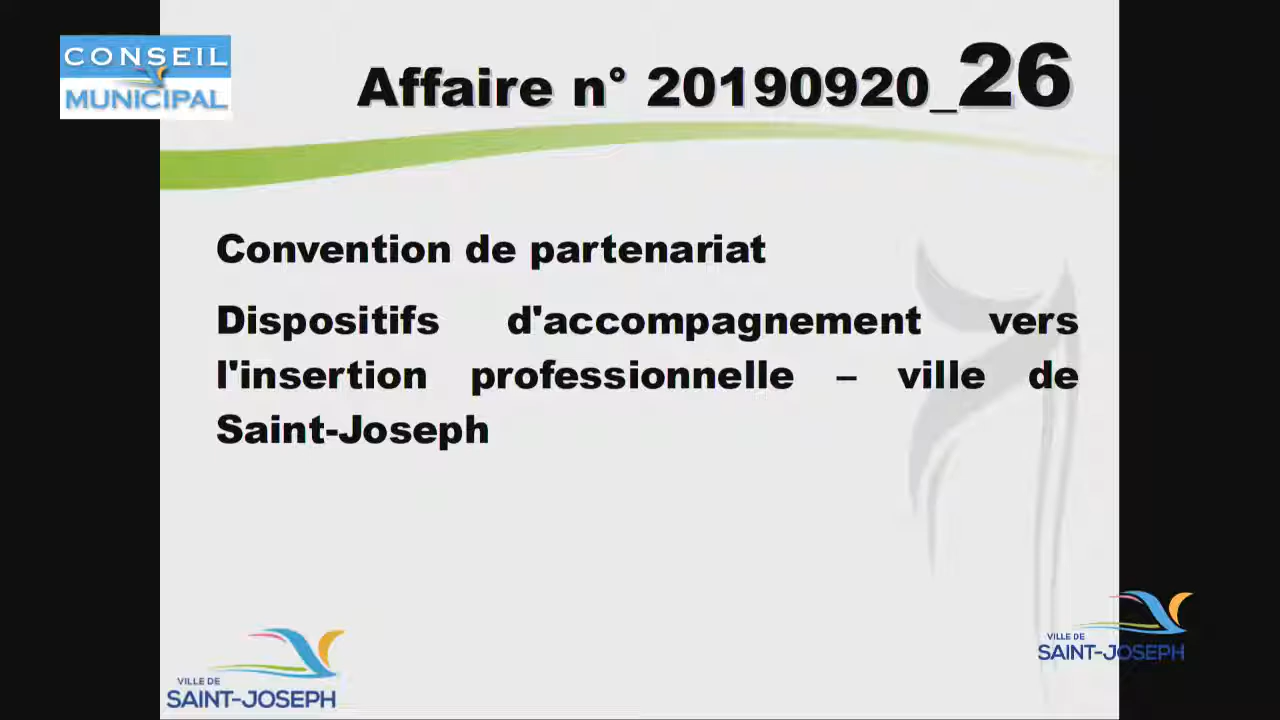 CONSEIL
MUNICIPAL
Affaire n° 20190920_26
Convention de partenariat
Dispositifs d'accompagnement vers
l'insertion professionnelle – ville de
Saint-Joseph
VILLE DE
SAINT-JOSEPH
VILLE DE
SAINT-JOSEPH